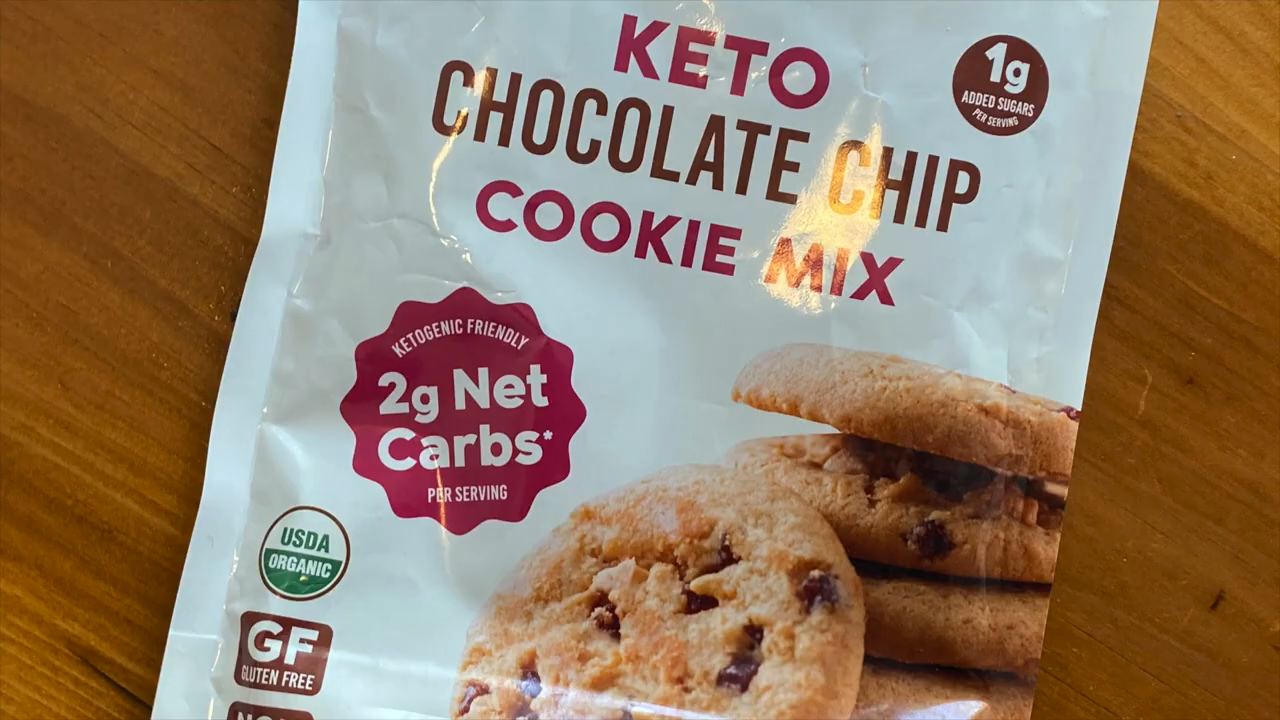 KETO
CHOCOLATE CHIP
COOKIE MIX
1g
ADDED SUGARS
PER SERVING
KETOGENIC FRIENDLY
2g Net
Carbs*
PER SERVING
USDA
ORGANIC
GF
GLUTEN FREE